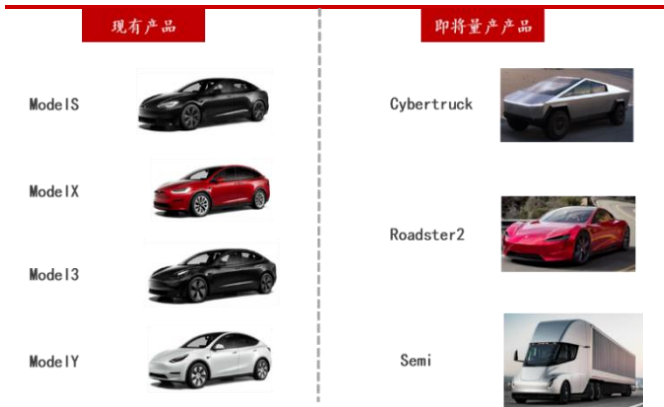 现有产品
ModelS
ModelX
Model3
ModelY
即将量产产品
Cybertruck
Roadster2
Semi